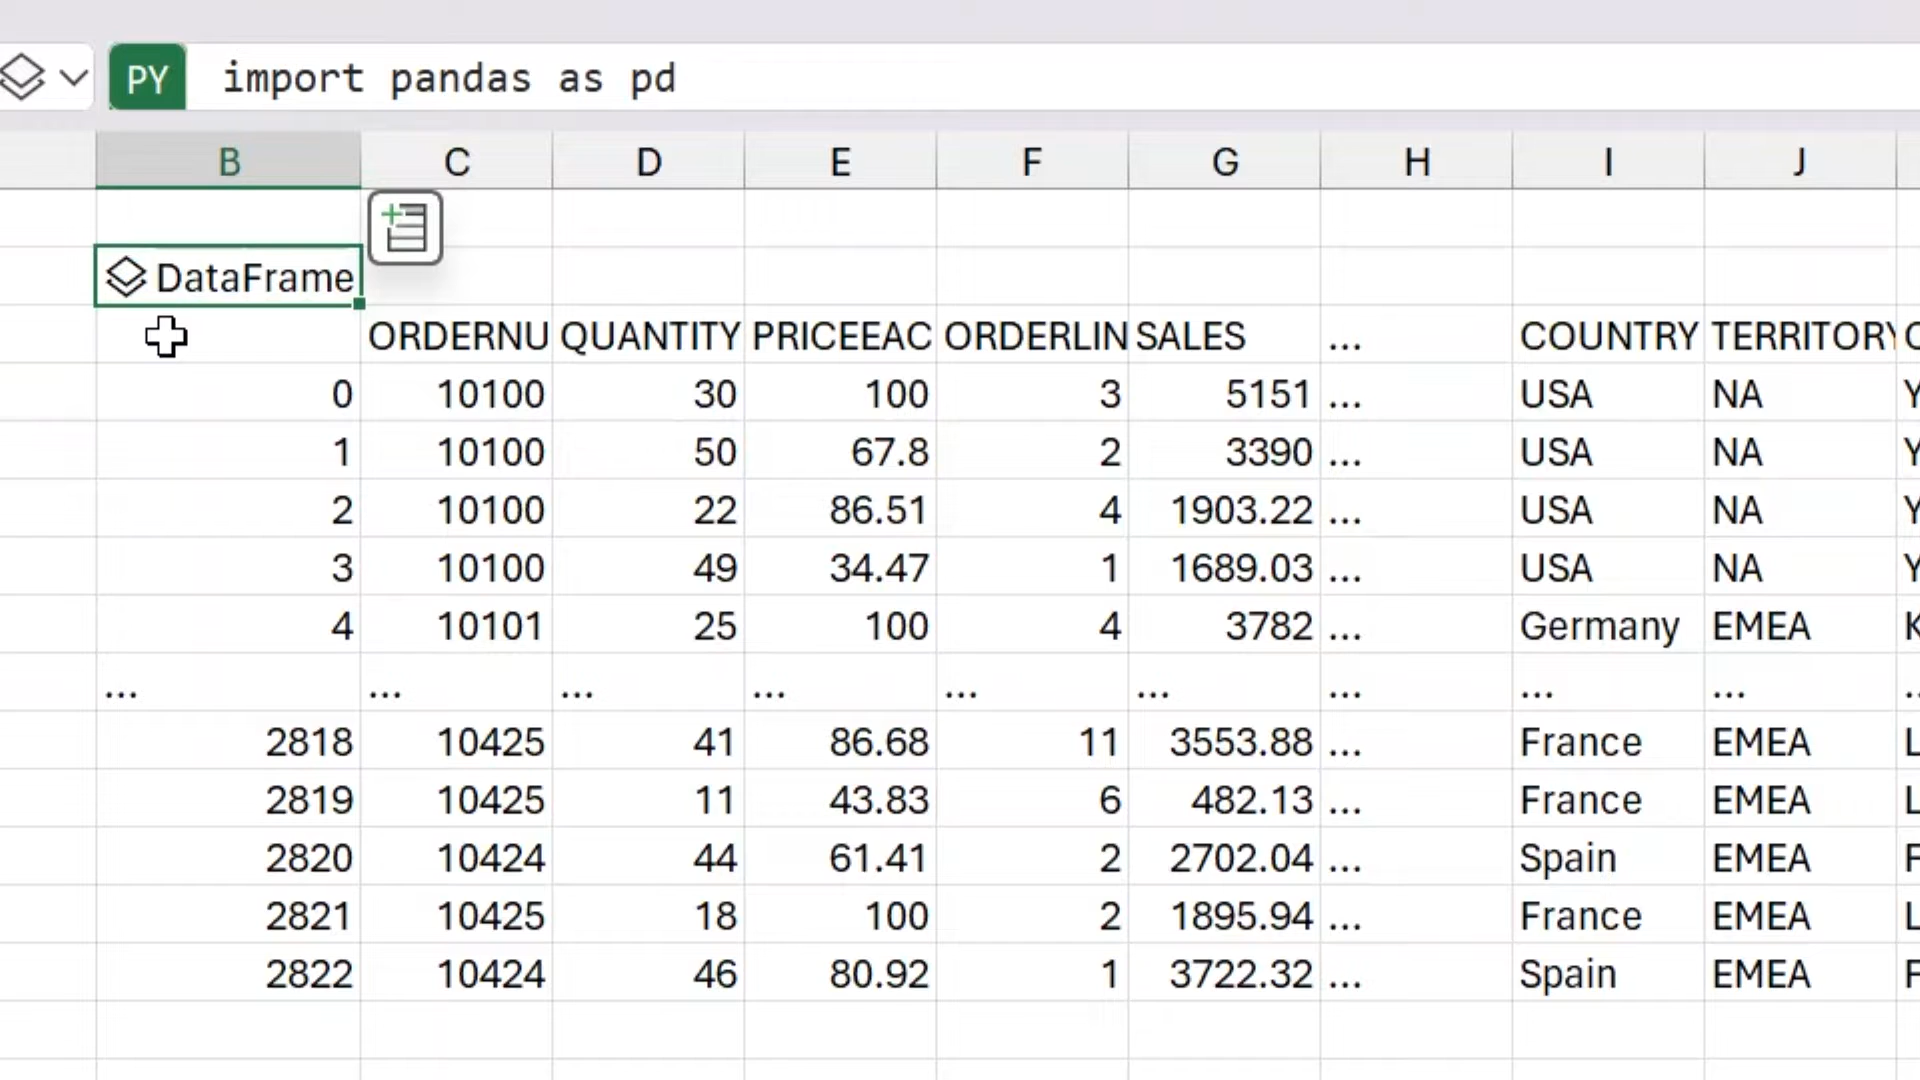 PY import pandas as pd
B C D E F G H I J
DataFrame
ORDERNU QUANTITY PRICEEAC ORDERLIN SALES ... COUNTRY TERRITORY
0 10100 30 100 3 5151 ... USA NA Y
1 10100 50 67.8 2 3390 ... USA NA Y
2 10100 22 86.51 4 1903.22 ... USA NA Y
3 10100 49 34.47 1 1689.03 ... USA NA Y
4 10101 25 100 4 3782 ... Germany EMEA K
... ... ... ... ... ... ... ... ... ...
2818 10425 41 86.68 11 3553.88 ... France EMEA L
2819 10425 11 43.83 6 482.13 ... France EMEA L
2820 10424 44 61.41 2 2702.04 ... Spain EMEA F
2821 10425 18 100 2 1895.94 ... France EMEA L
2822 10424 46 80.92 1 3722.32 ... Spain EMEA F